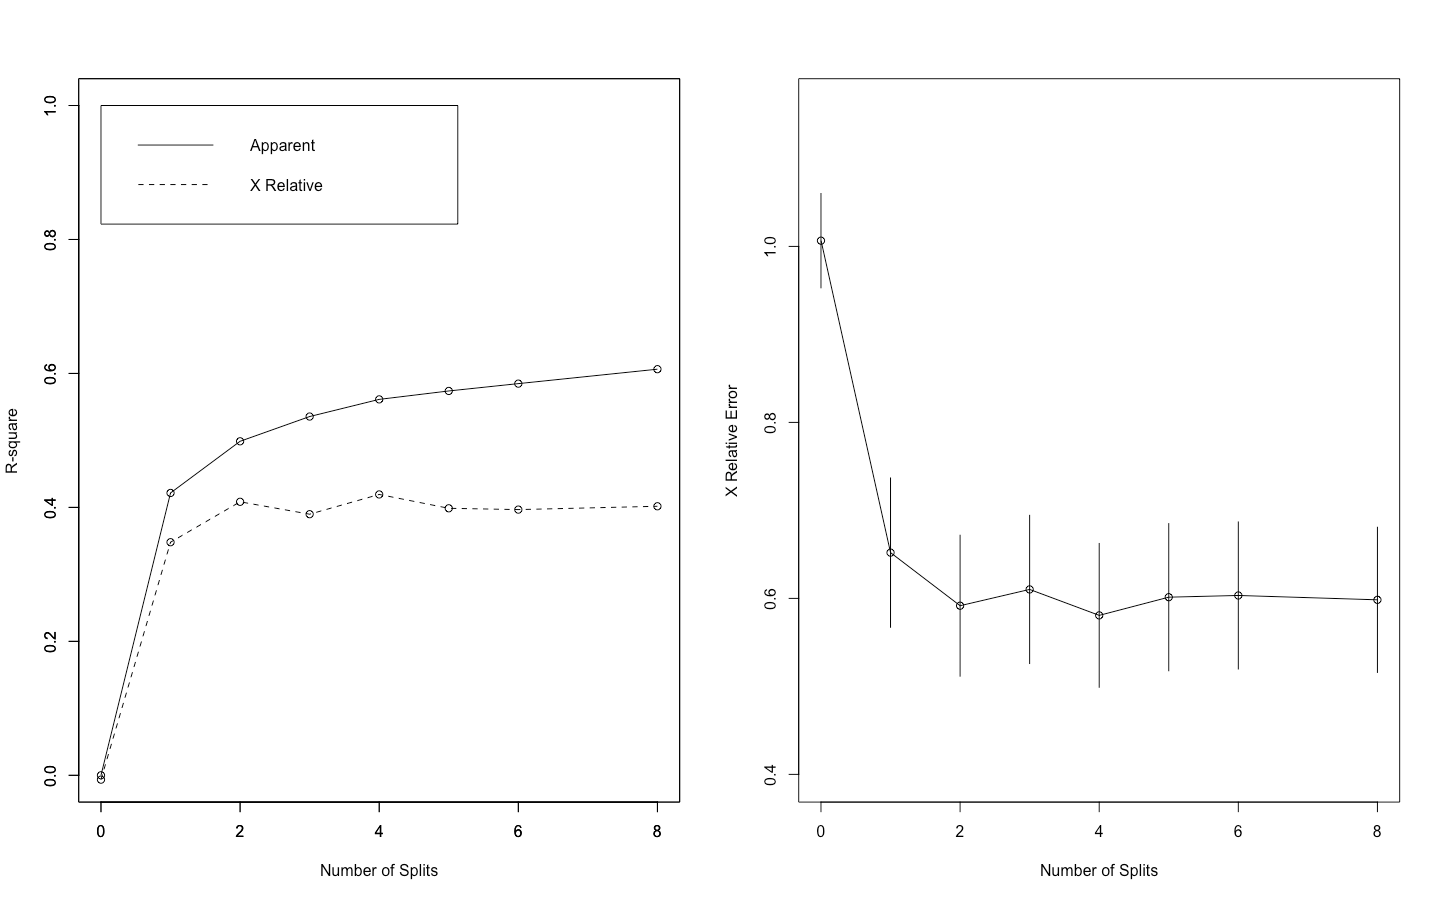 R-square
1.0
0.8
0.6
0.4
0.2
0.0
Apparent
X Relative
0 2 4 6 8
Number of Splits
X Relative Error
1.0
0.8
0.6
0.4
0 2 4 6 8
Number of Splits